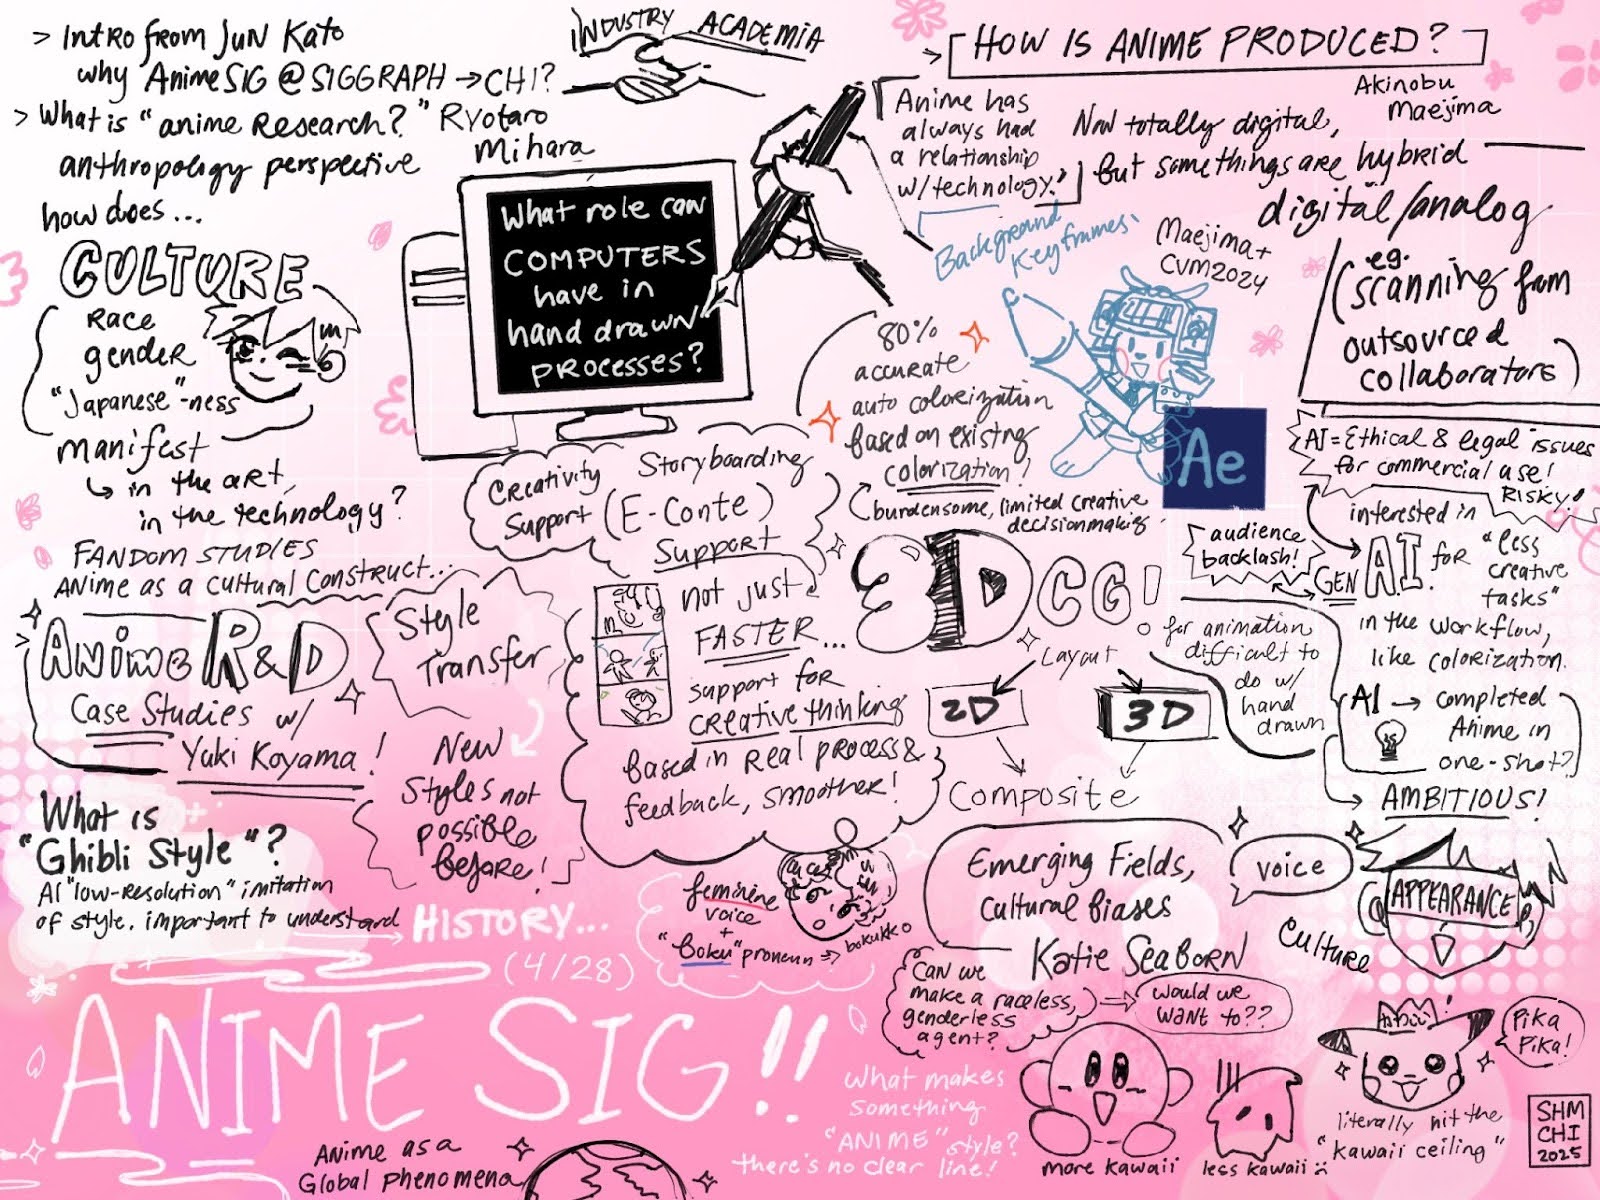 > Intro from Jun Kato
why AnimeSIG @ SIGGRAPH → CHI?
> What is "anime Research?" Ryotaro
Mihara
anthropology perspective
how does...
CULTURE
Race
gender
"Japanese"-ness
manifest
↳ in the art,
in the technology?
FANDOM STUDIES
ANime as a cultural construct...
INDUSTRY ACADEMIA
What role can
COMPUTERS
have in
hand drawn
PROCESSES?
> HOW IS ANIME PRODUCED?
Akinobu
Maejima
Anime has
always had
a relationship
w/technology."
Now totally digital,
but some things are hybrid
digital/analog
(eg.
scanning from
outsourced
collaborators)
Background
Keyframes
Maejima+
CVM2024
80%
accurate
auto colorization
based on existing
colorization!
burdensome, limited creative
decisionmaking
Ae
AI = Ethical & legal issues
for commercial use!
RISKY!
audience
backlash!
interested in
GEN AI for "less
creative
tasks"
in the workflow,
like colorization.
AI → completed
Anime in
one-shot?
→ AMBITIOUS!
> Anime R&D
Case Studies w/
Yuki Koyama!
Style
Transfer
New
Styles not
possible
before!
Creativity
Support
Storyboarding
(E-Conte)
Support
not just
FASTER...
support for
creative thinking
based in real process &
feedback, smoother!
3DCG!
for animation
difficult to
do w/
hand
drawn
Layout
2D
3D
Composite
What is
"Ghibli Style"?
AI "low-resolution" imitation
of style. important to understand
→ HISTORY...
feminine
voice
+
"Boku" pronoun ⇒ bokukko
Emerging Fields,
cultural biases
Katie Seaborn
voice
APPEARANCE
Culture
Can we
make a raceless,
genderless
agent?
would we
want to??
(4/28)
ANIME SIG!!
Anime as a
Global phenomena
What makes
something
"ANIME" style?
there's no clear line!
more kawaii
less kawaii :(
Pika
Pika!
literally hit the
"kawaii ceiling"
SHM
CHI
2025